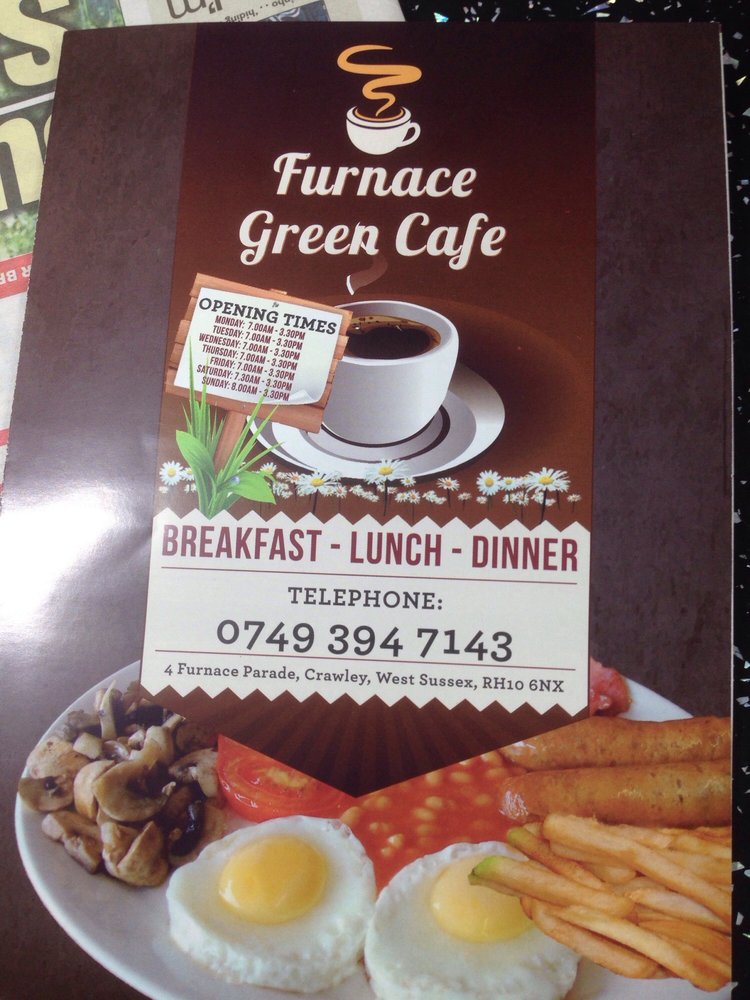 Furnace
Green Cafe
OPENING TIMES
MONDAY: 7.00AM - 3.30PM
TUESDAY: 7.00AM - 3.30PM
WEDNESDAY: 7.00AM - 3.30PM
THURSDAY: 7.00AM - 3.30PM
FRIDAY: 7.00AM - 3.30PM
SATURDAY: 7.30AM - 3.30PM
SUNDAY: 8.00AM - 3.30PM
BREAKFAST - LUNCH - DINNER
TELEPHONE:
0749 394 7143
4 Furnace Parade, Crawley, West Sussex, RH10 6NX